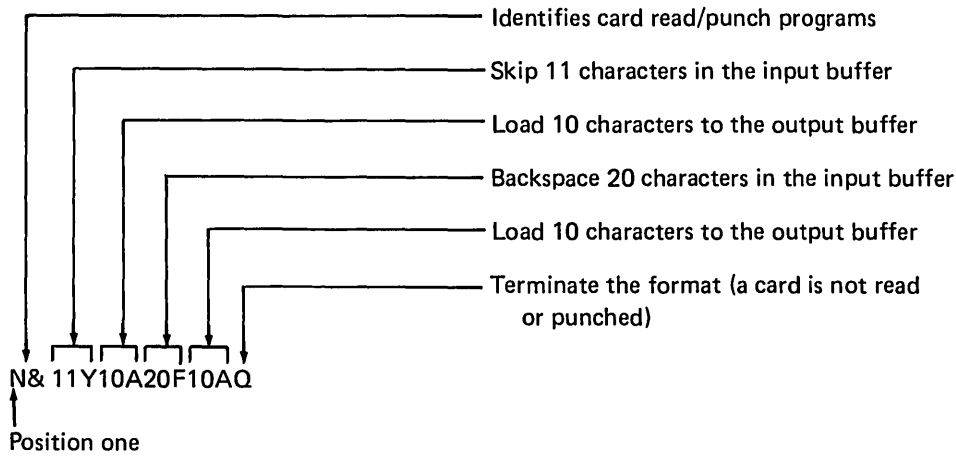 Identifies card read/punch programs
Skip 11 characters in the input buffer
Load 10 characters to the output buffer
Backspace 20 characters in the input buffer
Load 10 characters to the output buffer
Terminate the format (a card is not read
or punched)
N& 11Y10A20F10AQ
Position one